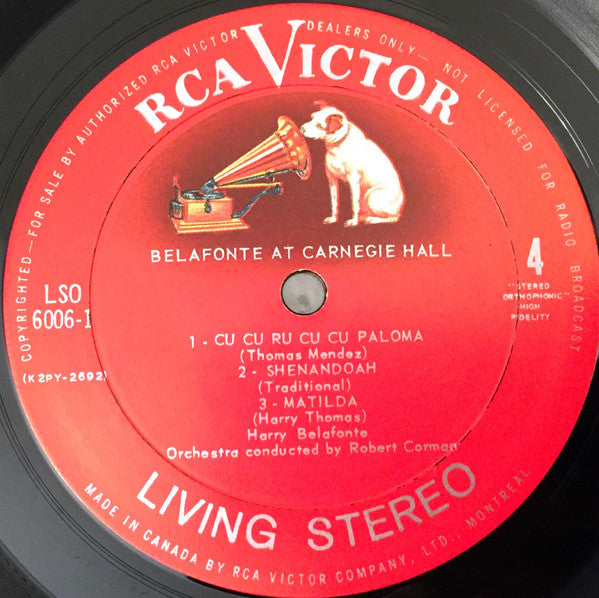 COPYRIGHTED—FOR SALE BY AUTHORIZED RCA VICTOR DEALERS ONLY—NOT LICENSED FOR RADIO BROADCAST
RCA VICTOR
BELAFONTE AT CARNEGIE HALL
LSO
6006-1
(K2PY-2692)
4
"STEREO
ORTHOPHONIC"
HIGH
FIDELITY
1 - CU CU RU CU CU PALOMA
(Thomas Mendez)
2 - SHENANDOAH
(Traditional)
3 - MATILDA
(Harry Thomas)
Harry Belafonte
Orchestra conducted by Robert Corman
LIVING STEREO
MADE IN CANADA BY RCA VICTOR COMPANY, LTD., MONTREAL